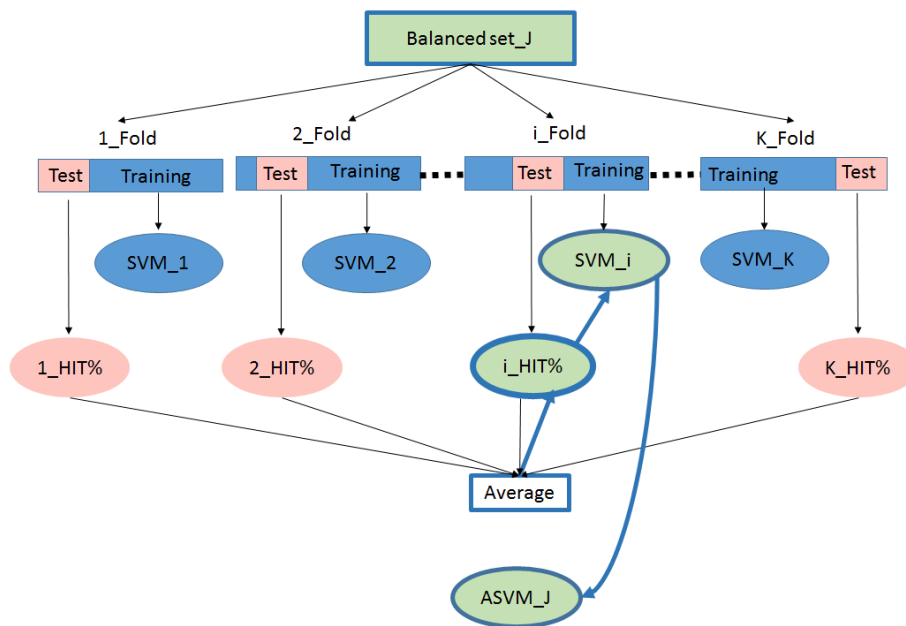 Balanced set_J
1_Fold
2_Fold
i_Fold
K_Fold
Test
Training
Test
Training
Test
Training
Training
Test
SVM_1
SVM_2
SVM_i
SVM_K
1_HIT%
2_HIT%
i_HIT%
K_HIT%
Average
ASVM_J